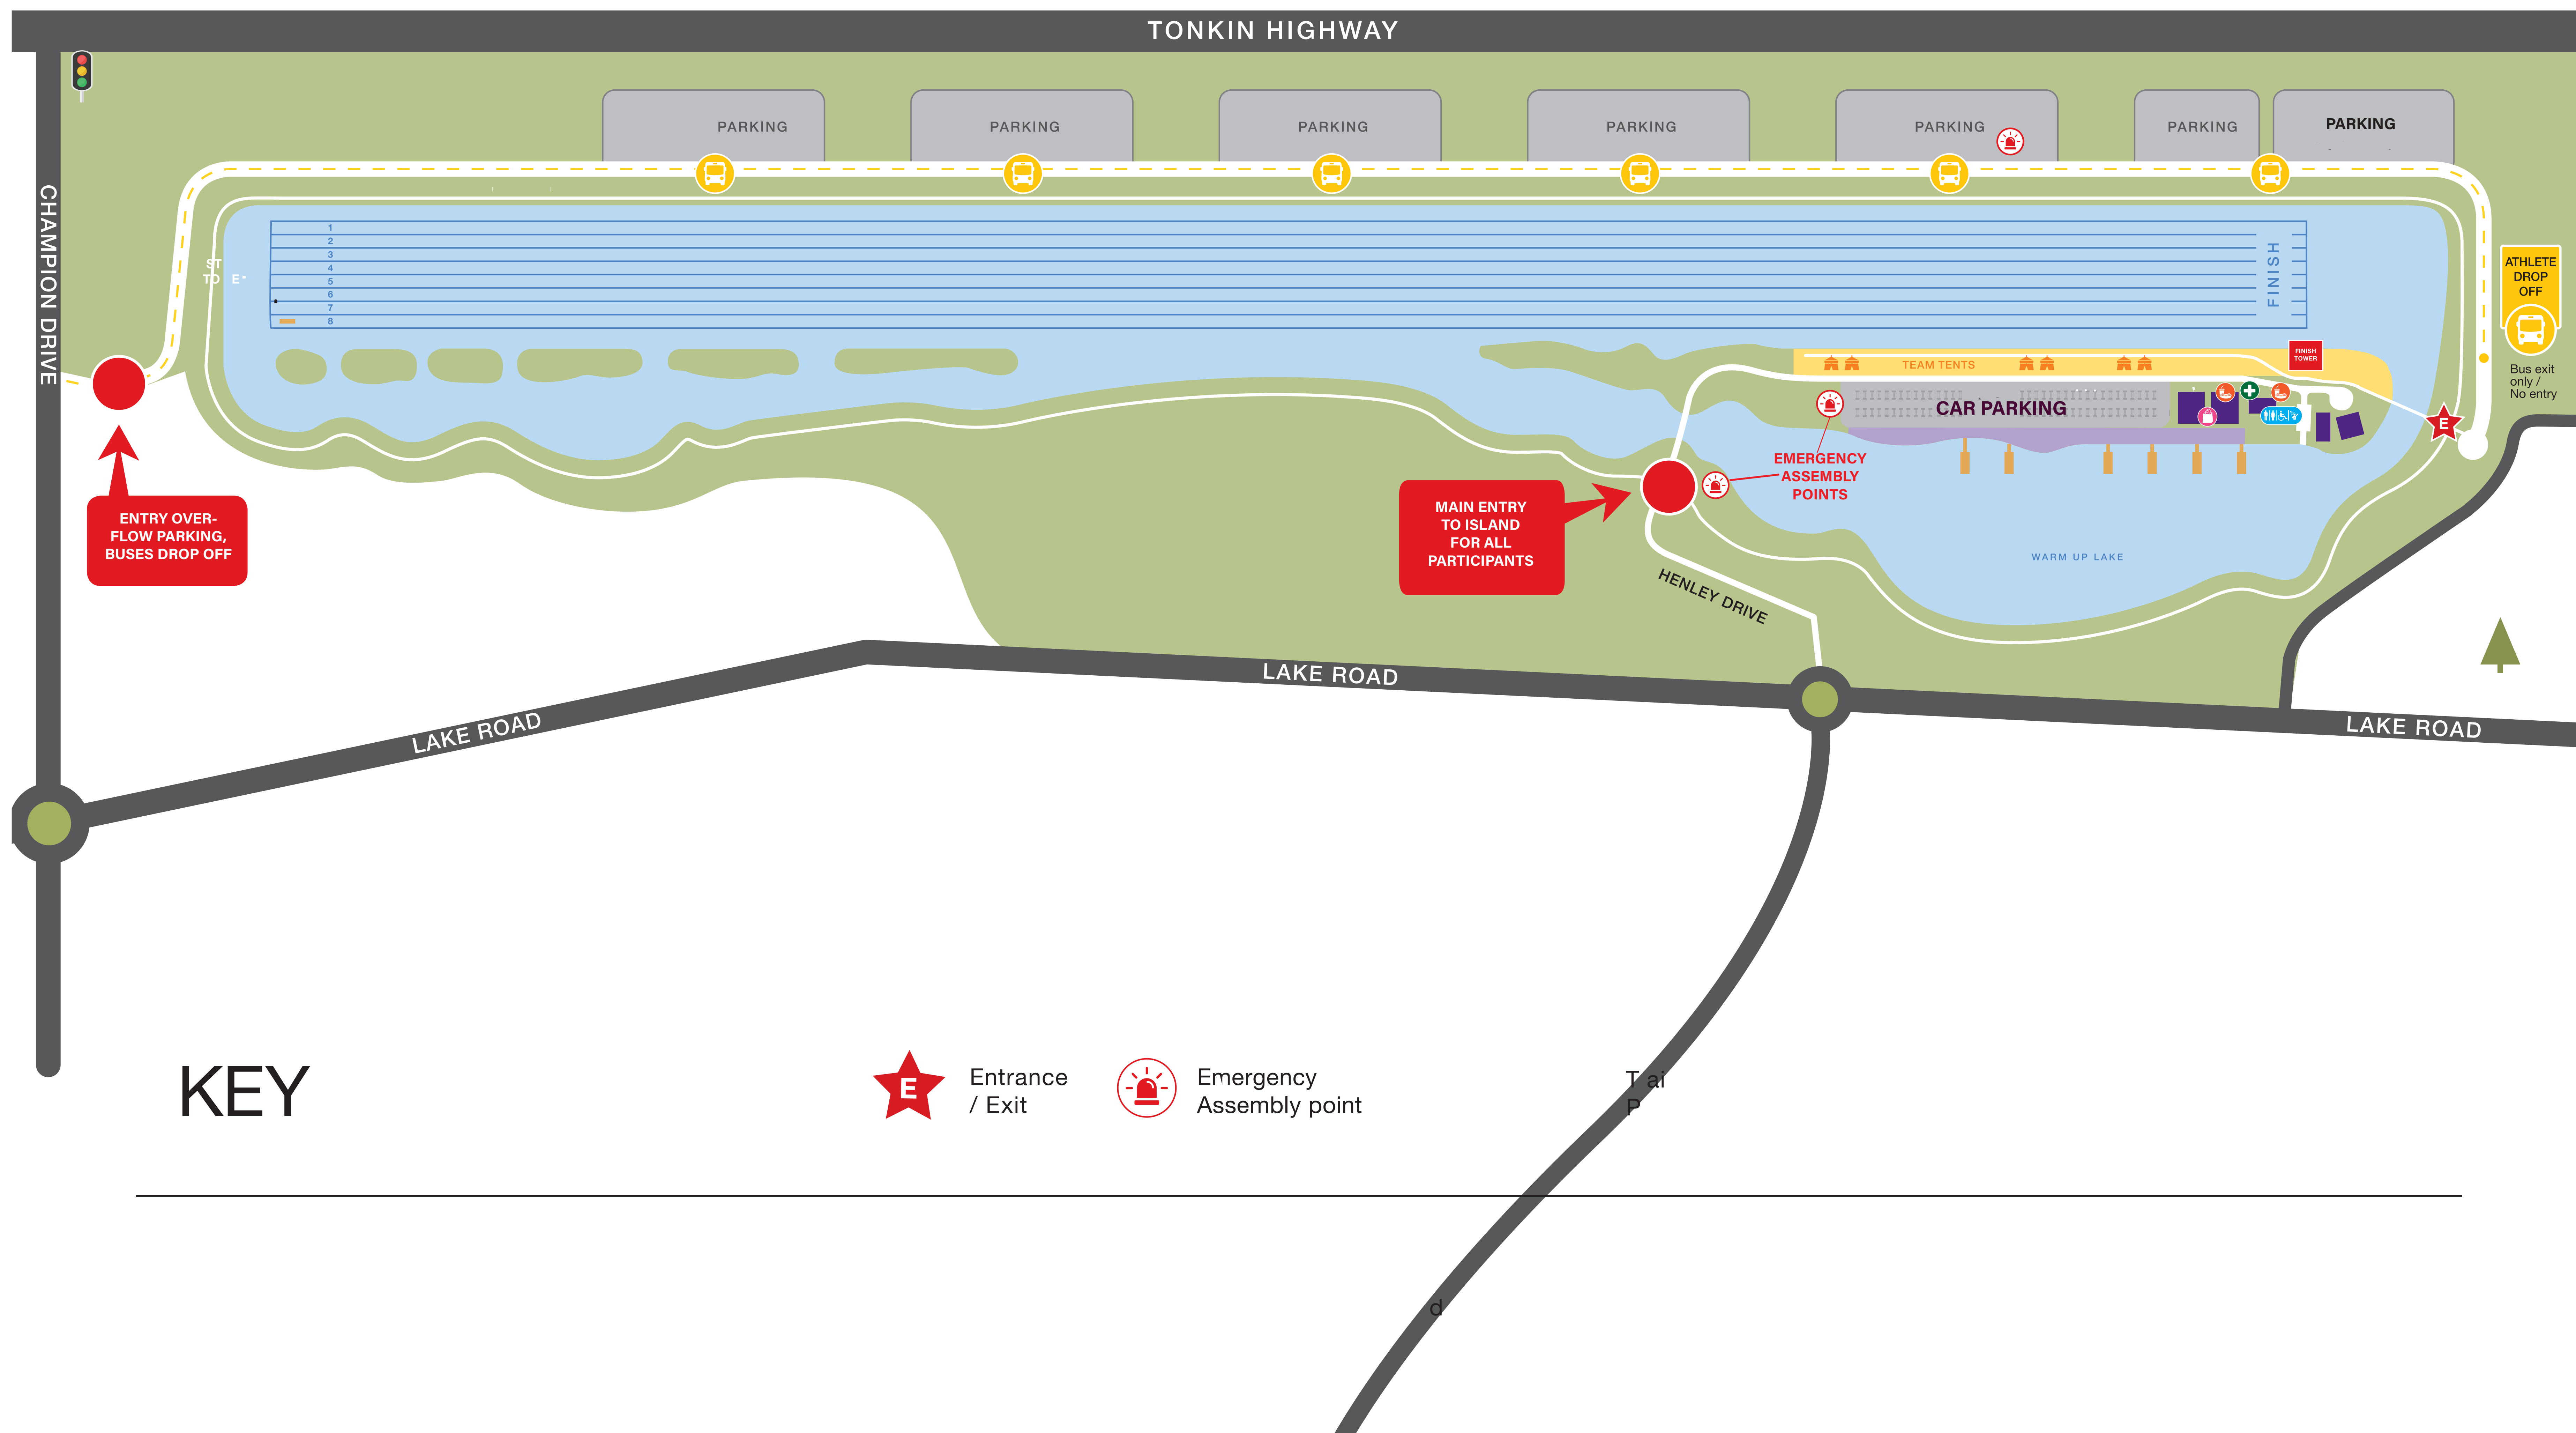 TONKIN HIGHWAY
CHAMPION DRIVE
PARKING
PARKING
PARKING
PARKING
PARKING
PARKING
PARKING
1
2
3
4
5
6
7
8
FINISH
ATHLETE
DROP
OFF
Bus exit
only /
No entry
TEAM TENTS
FINISH
TOWER
CAR PARKING
E
EMERGENCY
ASSEMBLY
POINTS
ENTRY OVER-
FLOW PARKING,
BUSES DROP OFF
MAIN ENTRY
TO ISLAND
FOR ALL
PARTICIPANTS
WARM UP LAKE
HENLEY DRIVE
LAKE ROAD
LAKE ROAD
LAKE ROAD
KEY
E
Entrance
/ Exit
Emergency
Assembly point